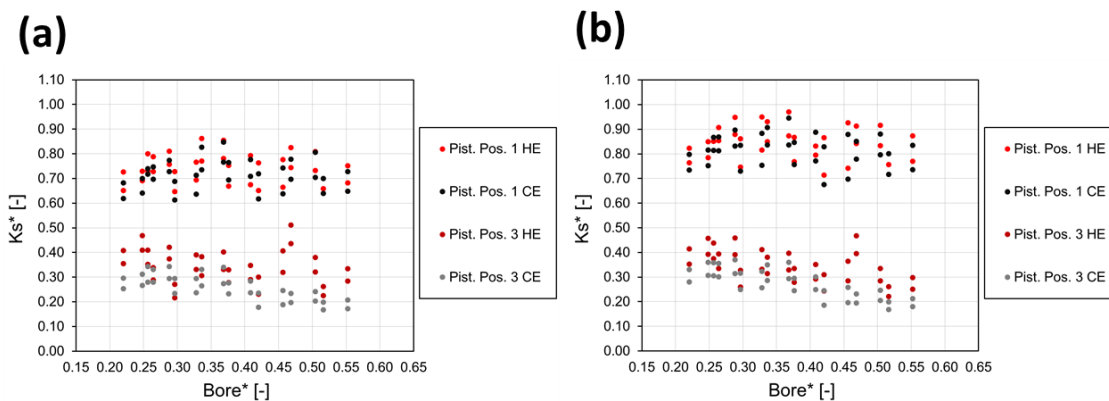 (a)
1.10
1.00
0.90
0.80
0.70
0.60
0.50
0.40
0.30
0.20
0.10
0.00
Ks* [-]
0.15 0.20 0.25 0.30 0.35 0.40 0.45 0.50 0.55 0.60 0.65
Bore* [-]
Pist. Pos. 1 HE
Pist. Pos. 1 CE
Pist. Pos. 3 HE
Pist. Pos. 3 CE
(b)
1.10
1.00
0.90
0.80
0.70
0.60
0.50
0.40
0.30
0.20
0.10
0.00
Ks* [-]
0.15 0.20 0.25 0.30 0.35 0.40 0.45 0.50 0.55 0.60 0.65
Bore* [-]
Pist. Pos. 1 HE
Pist. Pos. 1 CE
Pist. Pos. 3 HE
Pist. Pos. 3 CE